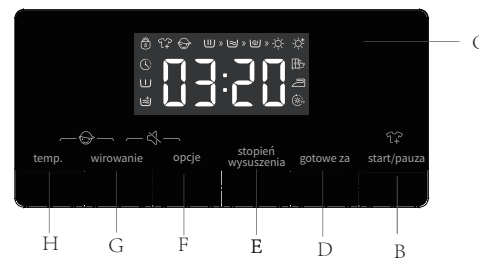 03:20
temp.
wirowanie
opcje
stopień
wysuszenia
gotowe za
start/pauza
H
G
F
E
D
B